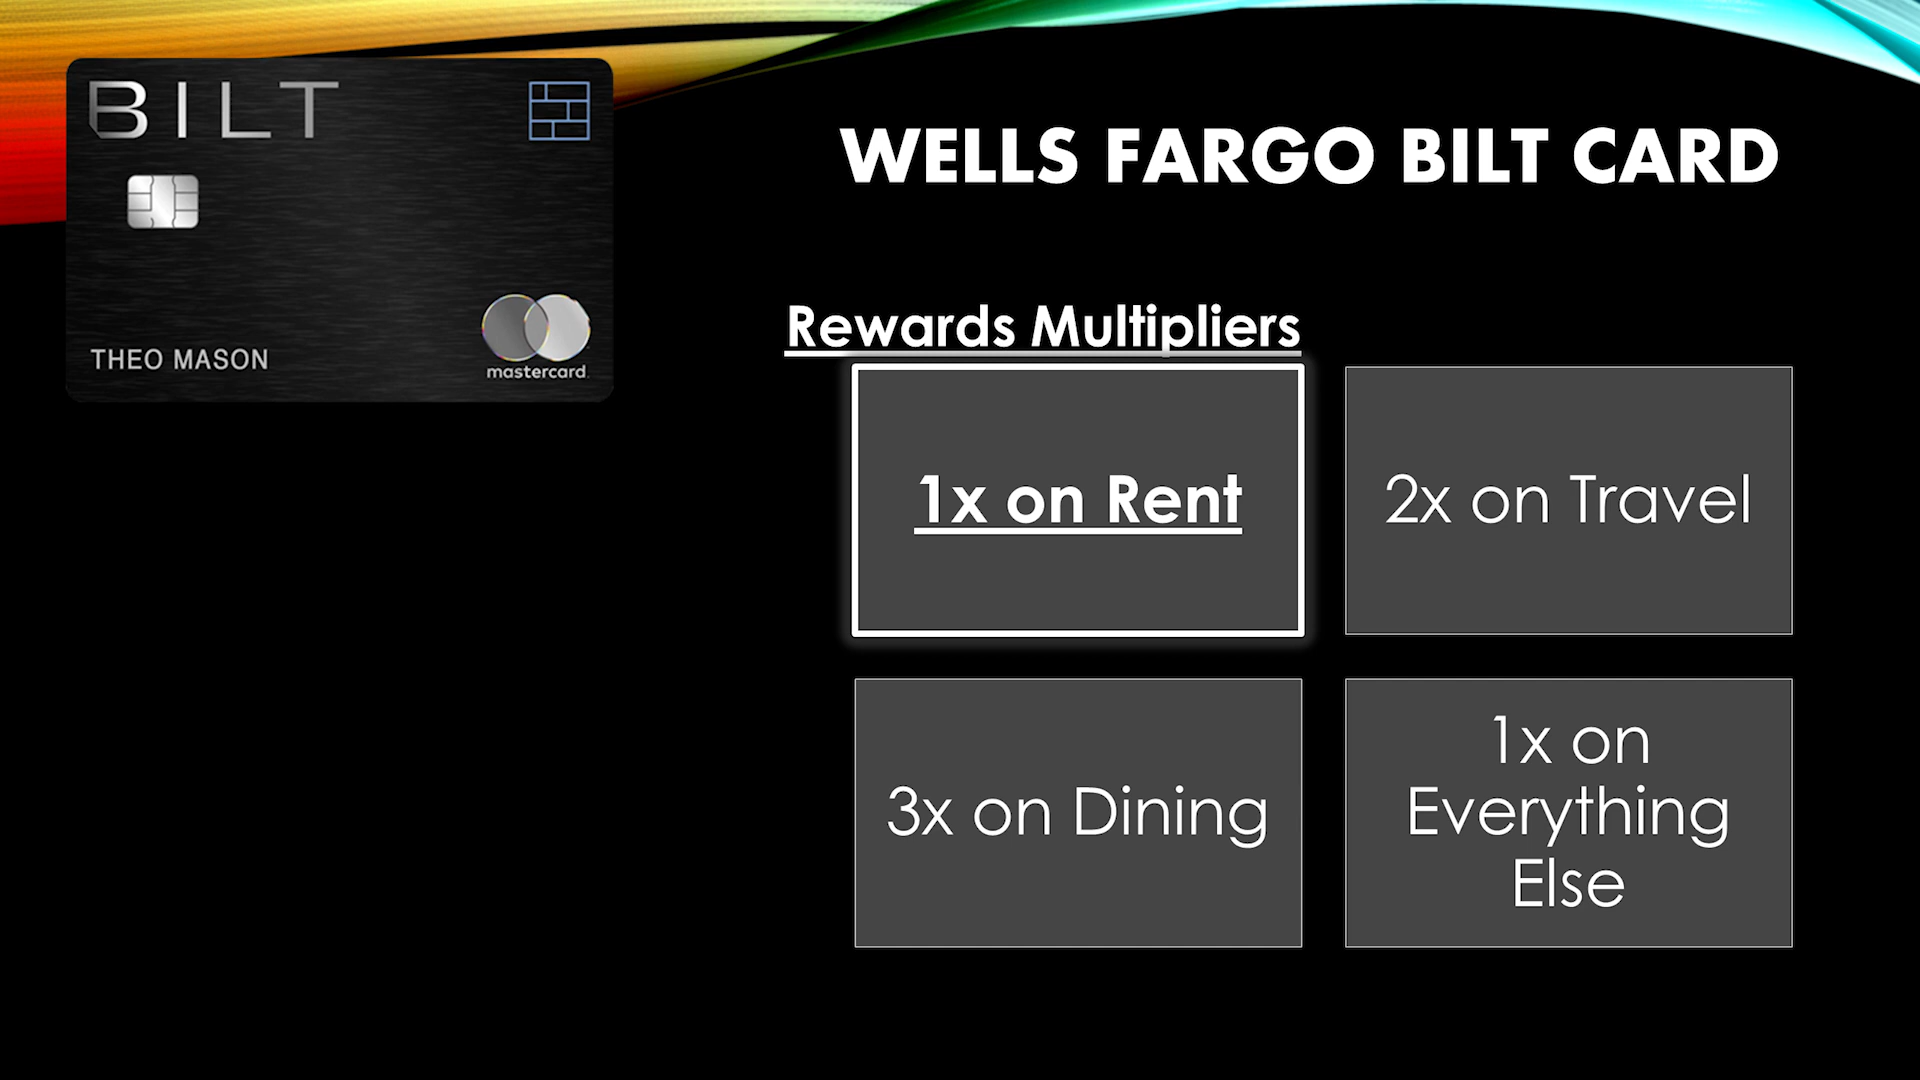 BILT
THEO MASON
mastercard
WELLS FARGO BILT CARD
Rewards Multipliers
1x on Rent
2x on Travel
3x on Dining
1x on
Everything
Else